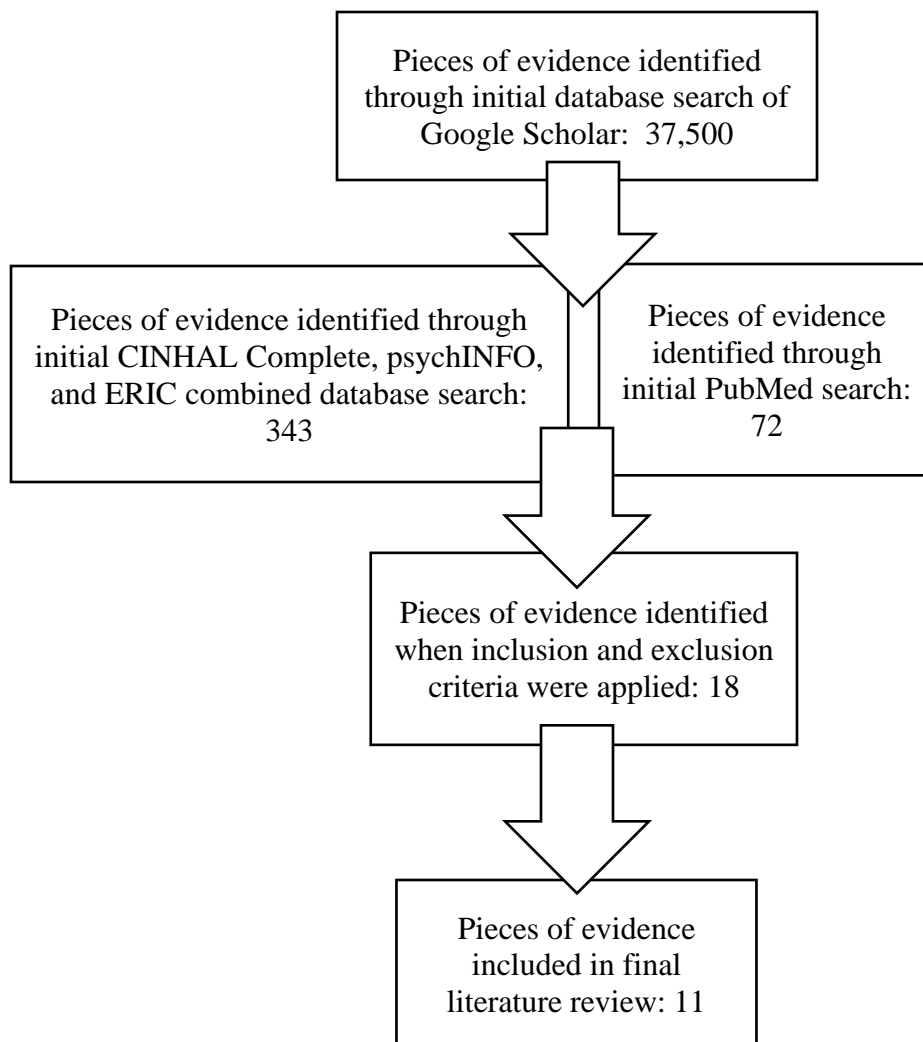 Pieces of evidence identified
through initial database search of
Google Scholar:  37,500
Pieces of evidence identified through
initial CINHAL Complete, psychINFO,
and ERIC combined database search:
343
Pieces of evidence
identified through
initial PubMed search:
72
Pieces of evidence identified
when inclusion and exclusion
criteria were applied: 18
Pieces of evidence
included in final
literature review: 11